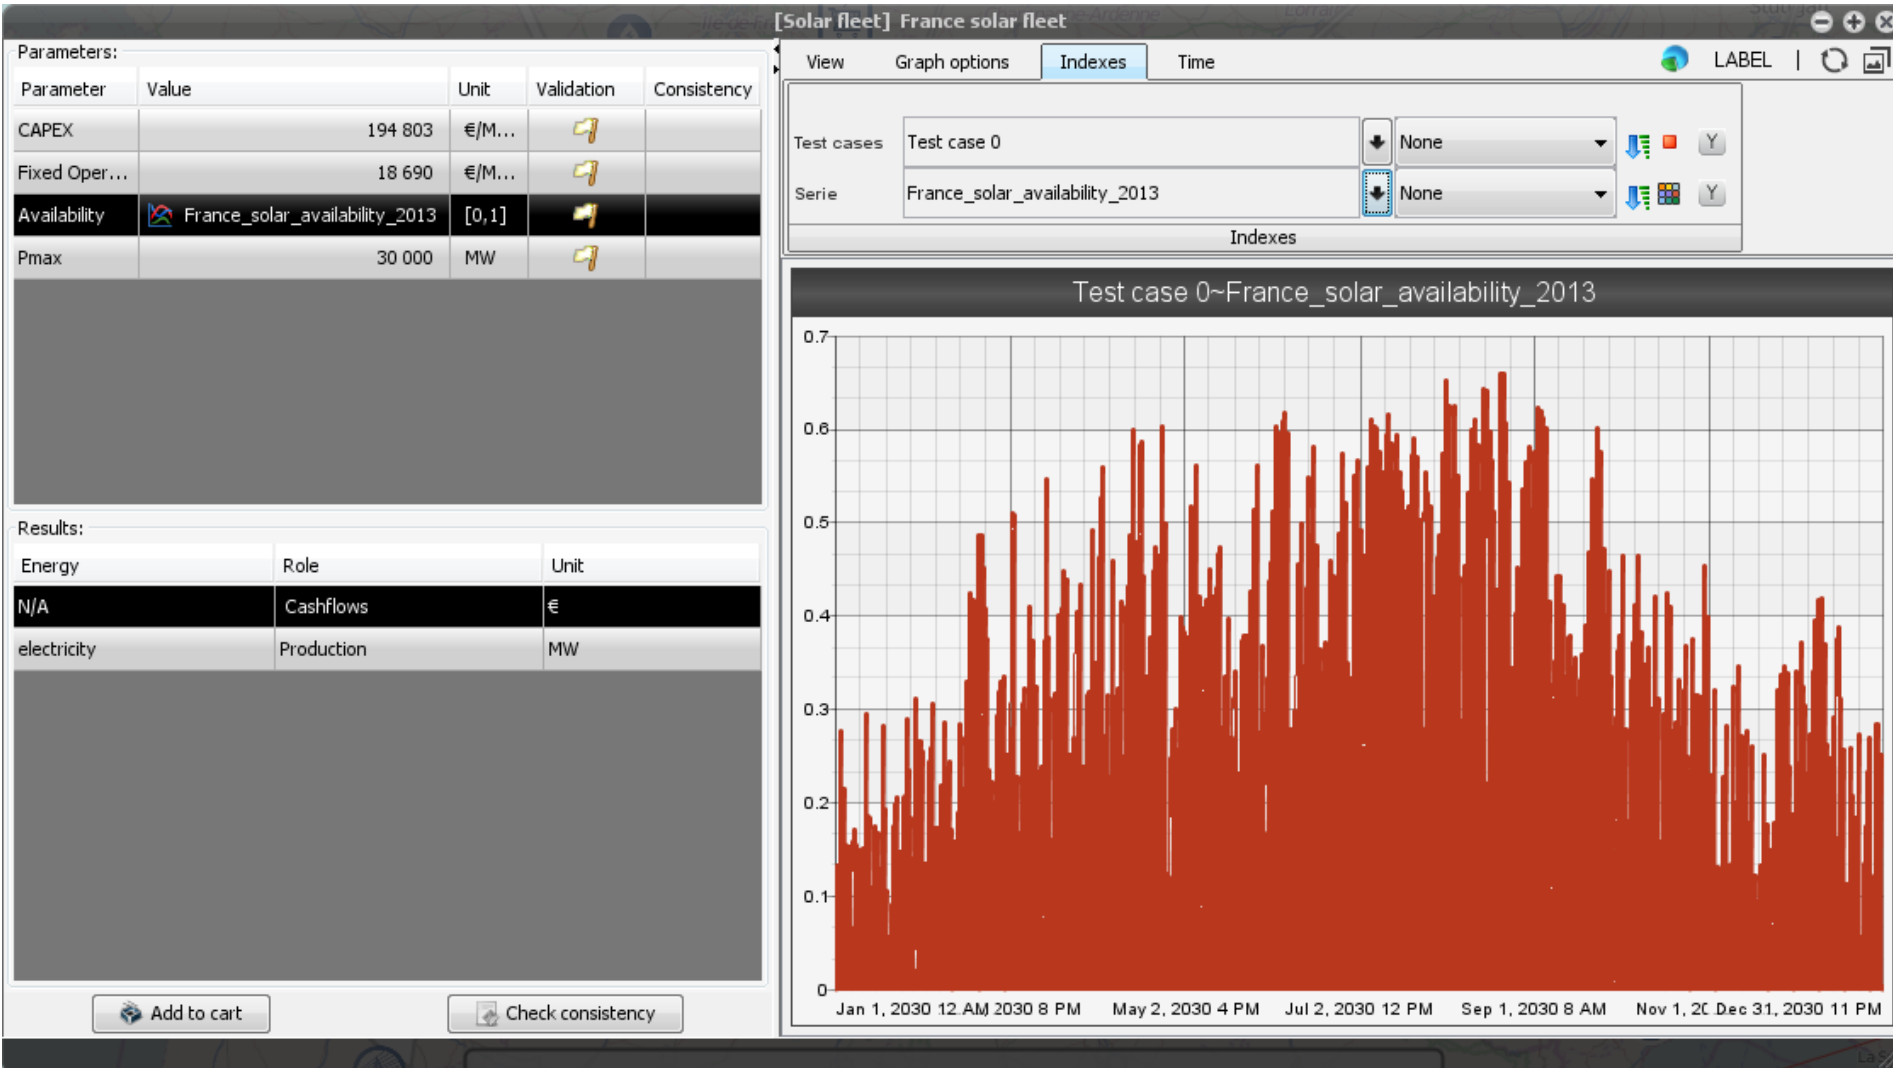 [Solar fleet] France solar fleet
Parameters:
Parameter Value Unit Validation Consistency
CAPEX 194 803 €/M...
Fixed Oper... 18 690 €/M...
Availability France_solar_availability_2013 [0,1]
Pmax 30 000 MW
Results:
Energy Role Unit
N/A Cashflows €
electricity Production MW
Add to cart Check consistency
View Graph options Indexes Time LABEL |
Test cases Test case 0 None Y
Serie France_solar_availability_2013 None Y
Indexes
Test case 0~France_solar_availability_2013
0.7
0.6
0.5
0.4
0.3
0.2
0.1
0
Jan 1, 2030 12 AM 2030 8 PM May 2, 2030 4 PM Jul 2, 2030 12 PM Sep 1, 2030 8 AM Nov 1, 20 Dec 31, 2030 11 PM